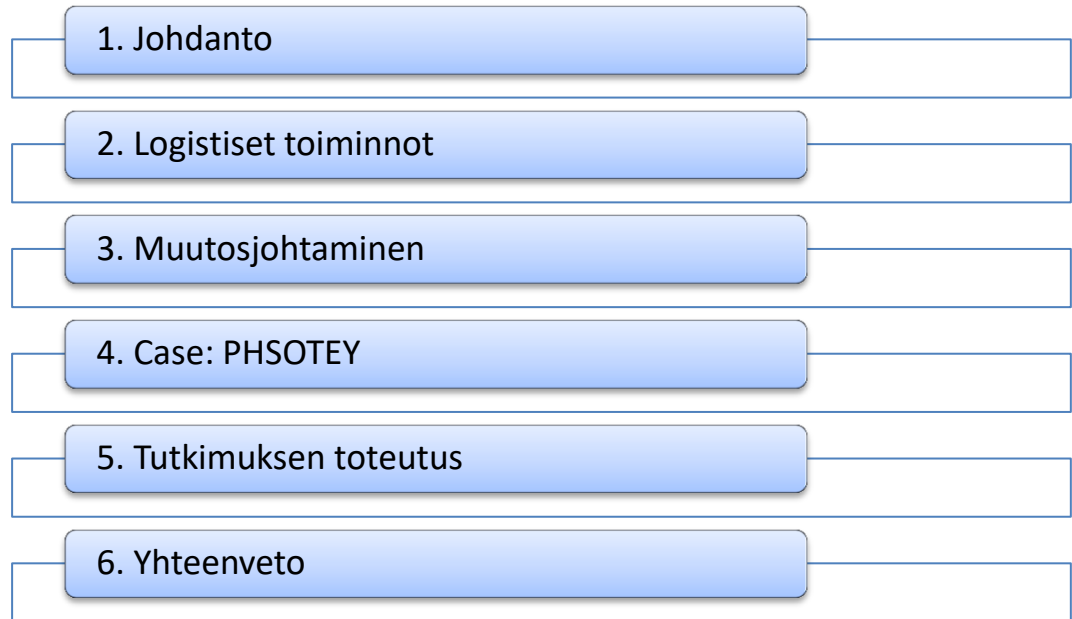 1. Johdanto
2. Logistiset toiminnot
3. Muutosjohtaminen
4. Case: PHSOTEY
5. Tutkimuksen toteutus
6. Yhteenveto